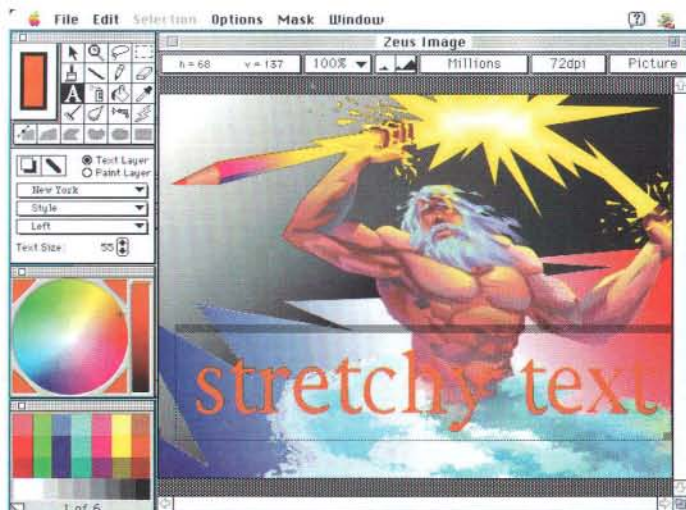 File Edit Selection Options Mask Window
Zeus Image
h = 68 v = 137 100% Millions 72dpi Picture
A
Text Layer
Paint Layer
New York
Style
Left
Text Size: 55
stretchy text
1 of 6